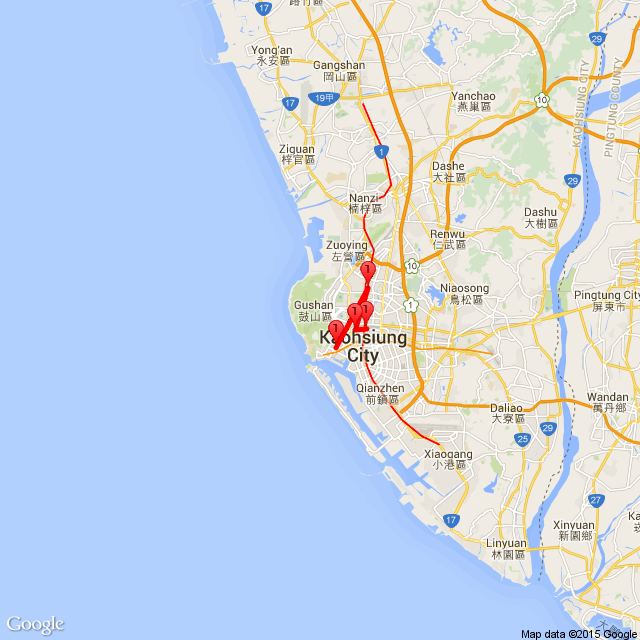 路竹區
Yong'an
永安區
Gangshan
岡山區
29
17
19甲
Yanchao
燕巢區
10
KAOHSIUNG CITY
PINGTUNG COUNTY
1
Ziquan
梓官區
Dashe
大社區
29
Nanzi
楠梓區
Dashu
大樹區
Renwu
仁武區
Zuoying
左營區
10
1
Niaosong
鳥松區
Pingtung City
屏東市
Gushan
鼓山區
1
1
1
1
Kaohsiung
City
Qianzhen
前鎮區
Wandan
萬丹鄉
Daliao
大寮區
29
25
Xiaogang
小港區
27
17
Xinyuan
新園鄉
Linyuan
林園區
Google
Map data ©2015 Google